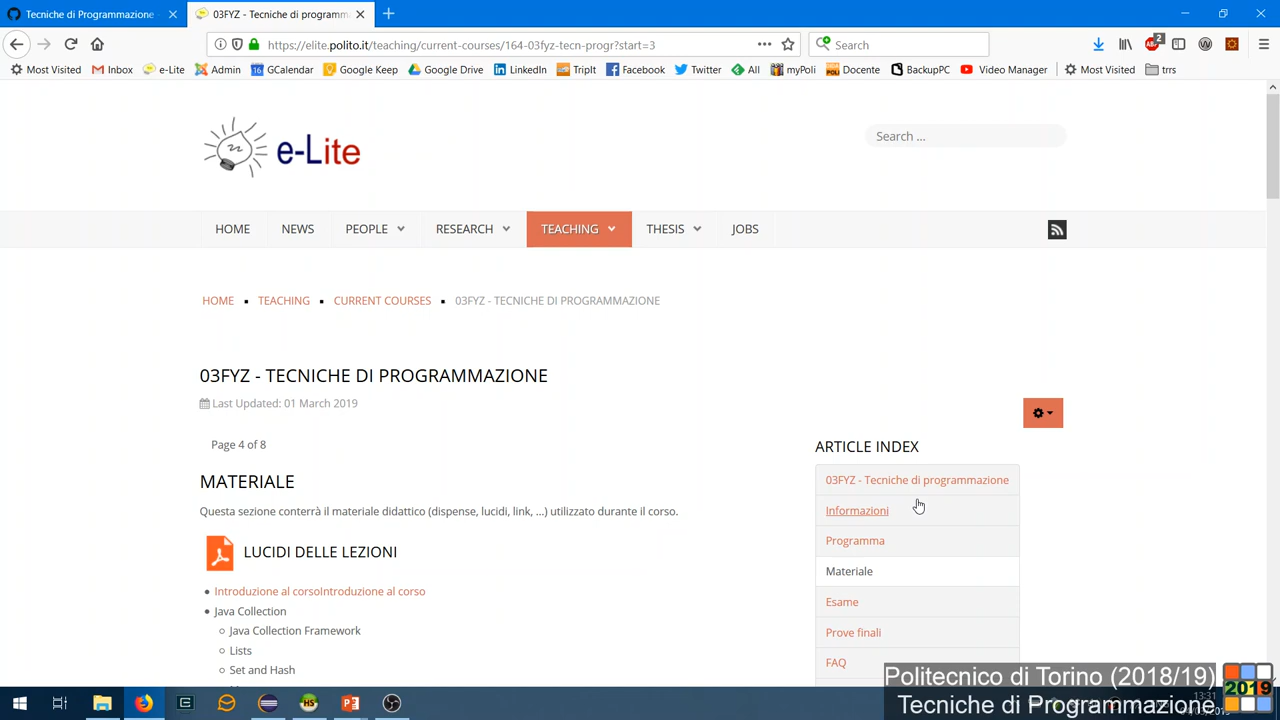 Tecniche di Programmazione
03FYZ - Tecniche di programm
https://elite.polito.it/teaching/current-courses/164-03fyz-tecn-progr?start=3
Search
2
Most Visited
Inbox
e-Lite
Admin
GCalendar
Google Keep
Google Drive
LinkedIn
TripIt
Facebook
Twitter
All
myPoli
Docente
BackupPC
Video Manager
Most Visited
trrs
e-Lite
Search ...
HOME
NEWS
PEOPLE
RESEARCH
TEACHING
THESIS
JOBS
HOME
TEACHING
CURRENT COURSES
03FYZ - TECNICHE DI PROGRAMMAZIONE
03FYZ - TECNICHE DI PROGRAMMAZIONE
Last Updated: 01 March 2019
Page 4 of 8
MATERIALE
Questa sezione conterrà il materiale didattico (dispense, lucidi, link, ...) utilizzato durante il corso.
LUCIDI DELLE LEZIONI
Introduzione al corsoIntroduzione al corso
Java Collection
Java Collection Framework
Lists
Set and Hash
ARTICLE INDEX
03FYZ - Tecniche di programmazione
Informazioni
Programma
Materiale
Esame
Prove finali
FAQ
Politecnico di Torino (2018/19)
Tecniche di Programmazione
2019
13:31